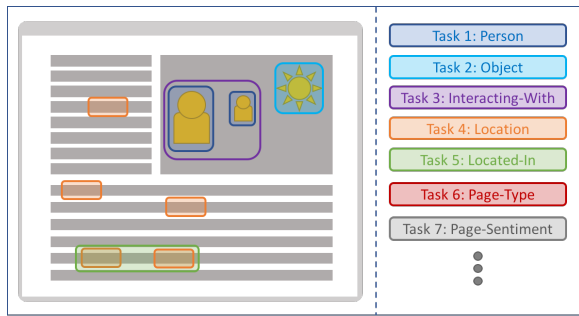 Task 1: Person
Task 2: Object
Task 3: Interacting-With
Task 4: Location
Task 5: Located-In
Task 6: Page-Type
Task 7: Page-Sentiment